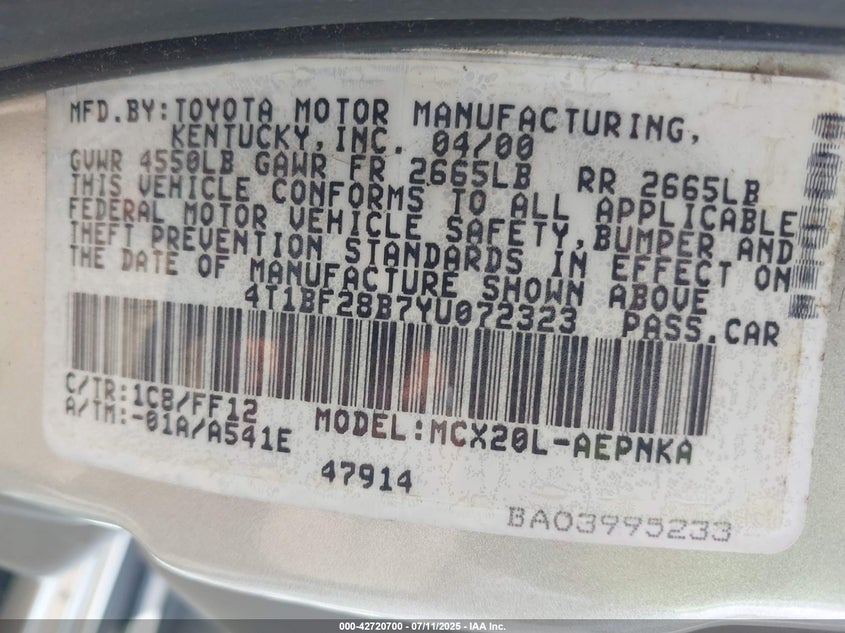 MFD.BY:TOYOTA MOTOR MANUFACTURING,
KENTUCKY,INC. 04/00
GVWR 4550LB GAWR FR 2665LB RR 2665LB
THIS VEHICLE CONFORMS TO ALL APPLICABLE
FEDERAL MOTOR VEHICLE SAFETY,BUMPER AND
THEFT PREVENTION STANDARDS IN EFFECT ON
THE DATE OF MANUFACTURE SHOWN ABOVE
4T1BF28B7YU072323 PASS.CAR
C/TR:1C8/FF12
A/TM:-01A/A541E MODEL:MCX20L-AEPNKA
47914
BAO3995233
000-42720700 - 07/11/2025 - IAA Inc.